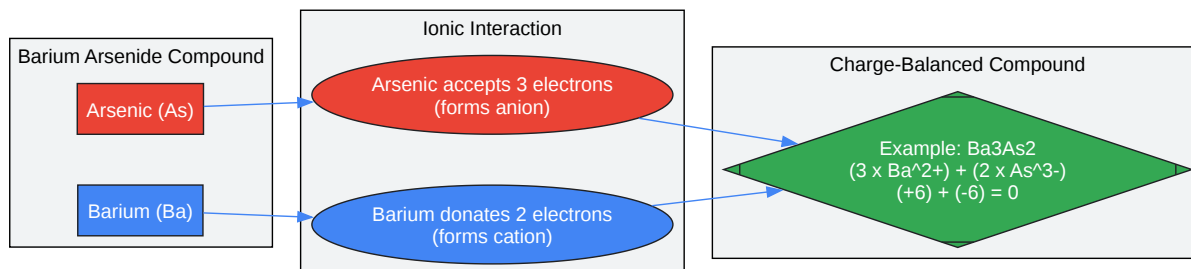 Barium Arsenide Compound
Arsenic (As)
Barium (Ba)
Ionic Interaction
Arsenic accepts 3 electrons
(forms anion)
Barium donates 2 electrons
(forms cation)
Charge-Balanced Compound
Example: Ba3As2
(3 x Ba^2+) + (2 x As^3-)
(+6) + (-6) = 0